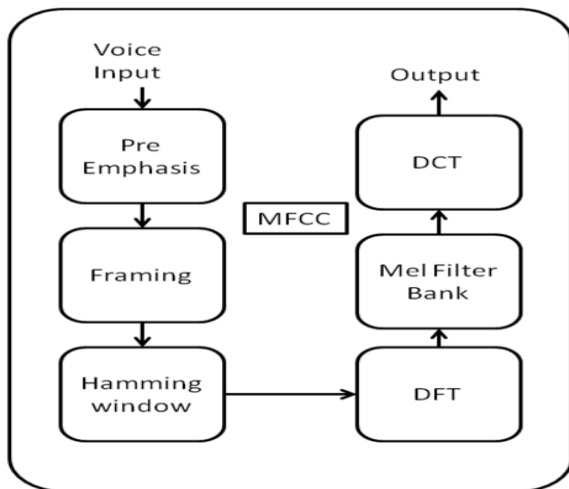 Voice
Input
Pre
Emphasis
Framing
Hamming
window
MFCC
Output
DCT
Mel Filter
Bank
DFT